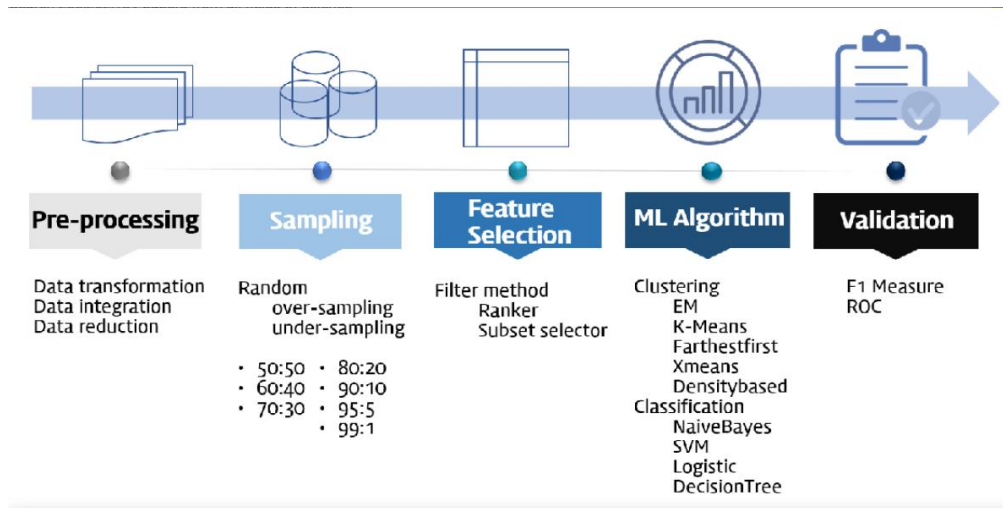 Pre-processing
Data transformation
Data integration
Data reduction
Sampling
Random
over-sampling
under-sampling
• 50:50 • 80:20
• 60:40 • 90:10
• 70:30 • 95:5
• 99:1
Feature
Selection
Filter method
Ranker
Subset selector
ML Algorithm
Clustering
EM
K-Means
Farthestfirst
Xmeans
Densitybased
Classification
NaiveBayes
SVM
Logistic
DecisionTree
Validation
F1 Measure
ROC